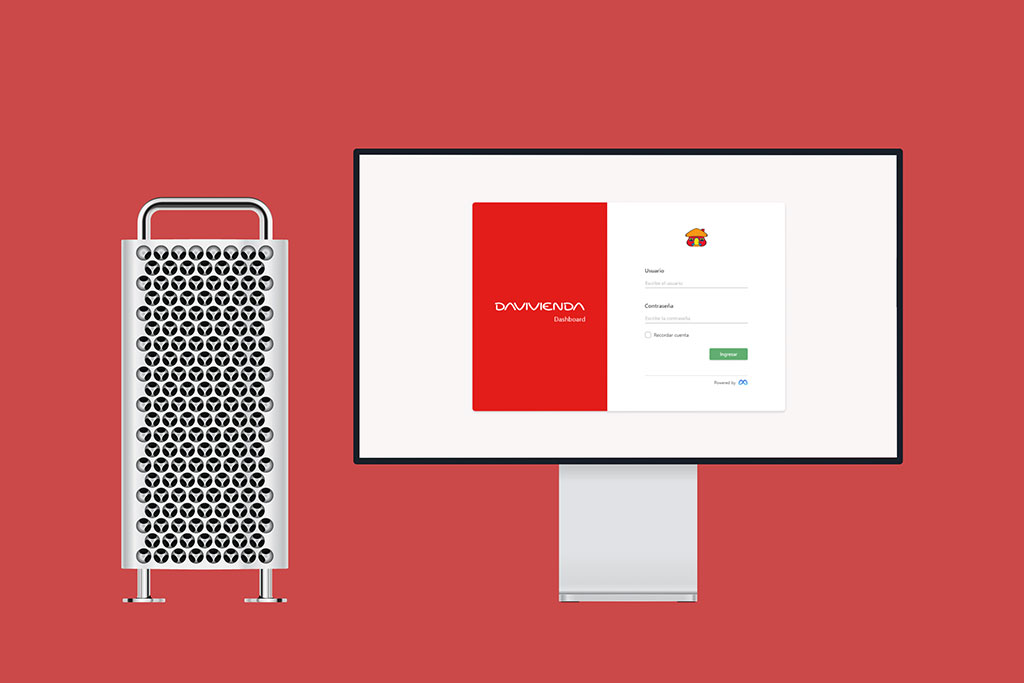 DAVIVIENDA
Dashboard
Usuario
Escribe el usuario
Contraseña
Escribe tu contraseña
Recordar cuenta
Ingresar
Powered by